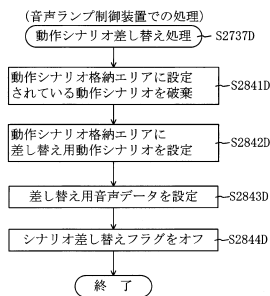 (音声ランプ制御装置での処理)
動作シナリオ差し替え処理
S2737D
動作シナリオ格納エリアに設定
されている動作シナリオを破棄
S2841D
動作シナリオ格納エリアに
差し替え用動作シナリオを設定
S2842D
差し替え用音声データを設定
S2843D
シナリオ差し替えフラグをオフ
S2844D
終 了